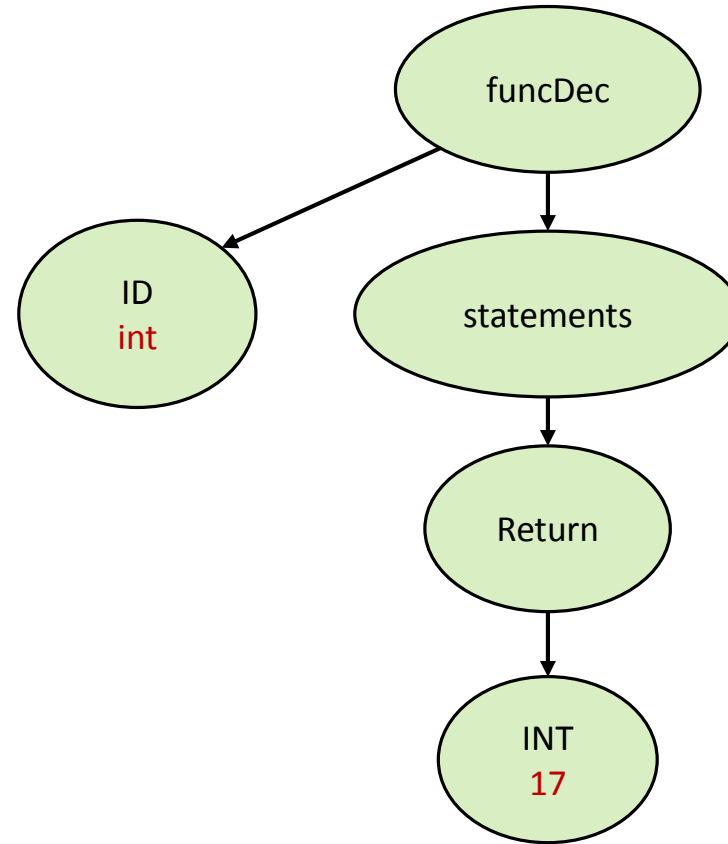 funcDec
ID
int
statements
Return
INT
17